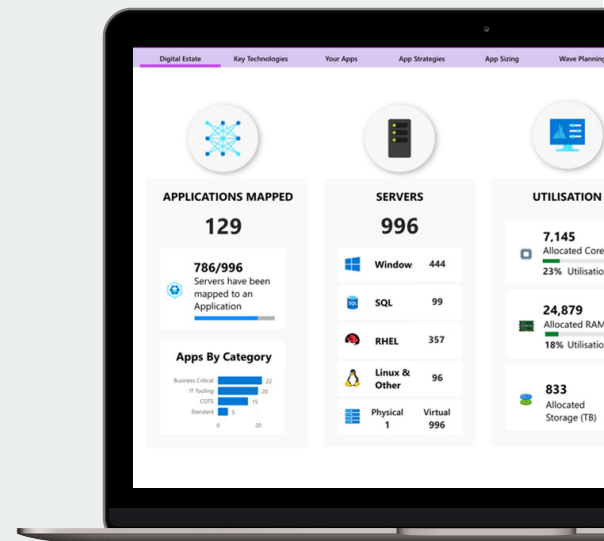 Digital Estate
Key Technologies
Your Apps
App Strategies
App Sizing
Wave Planning
APPLICATIONS MAPPED
129
786/996
Servers have been
mapped to an
Application
Apps By Category
Business Critical 22
IT Tooling 20
COTS 15
Standard 5
0 20
SERVERS
996
Window 444
SQL 99
RHEL 357
Linux & 
Other 96
Physical Virtual
1 996
UTILISATION
7,145
Allocated Core
23% Utilisatio
24,879
Allocated RAM
18% Utilisatio
833
Allocated
Storage (TB)